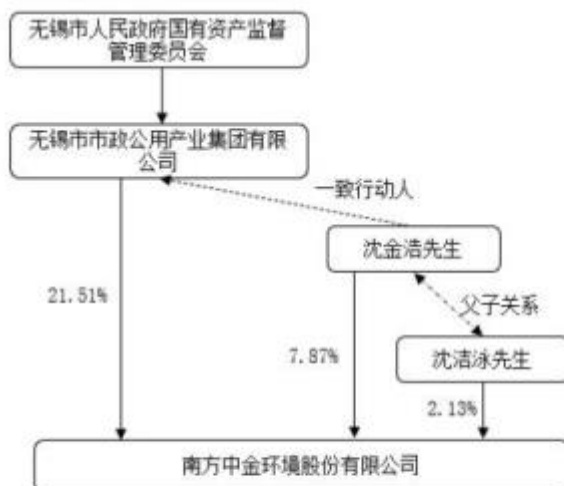 无锡市人民政府国有资产监督
管理委员会
无锡市市政公用产业集团有限
公司
一致行动人
沈金浩先生
21.51%
父子关系
7.87%
沈洁泳先生
2.13%
南方中金环境股份有限公司